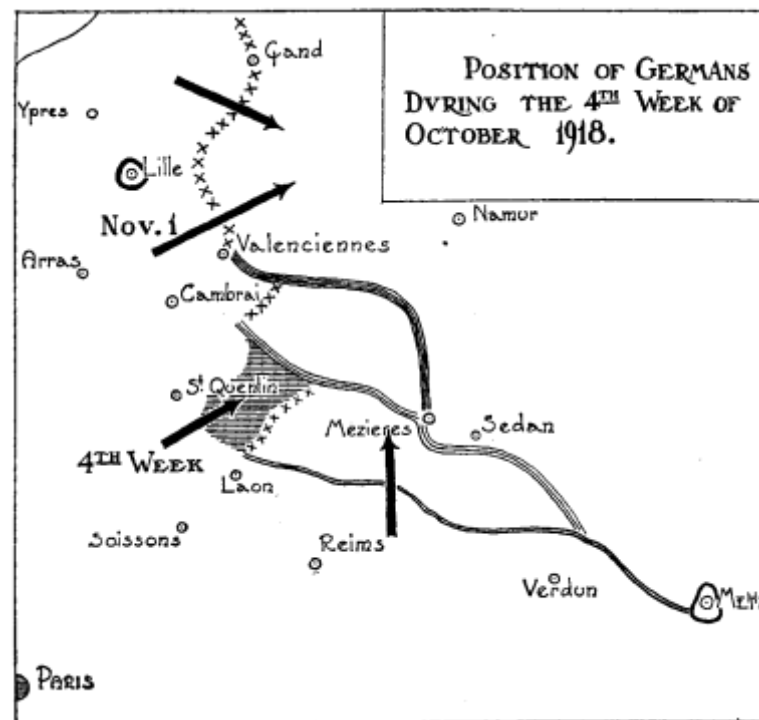 Gand
POSITION OF GERMANS
DVRING THE 4TH WEEK OF
OCTOBER 1918.
Ypres
Lille
Nov. 1
Namur
Valenciennes
Arras
Cambrai
St Quentin
Mezieres
Sedan
4TH WEEK
Laon
Soissons
Reims
Verdun
PARIS